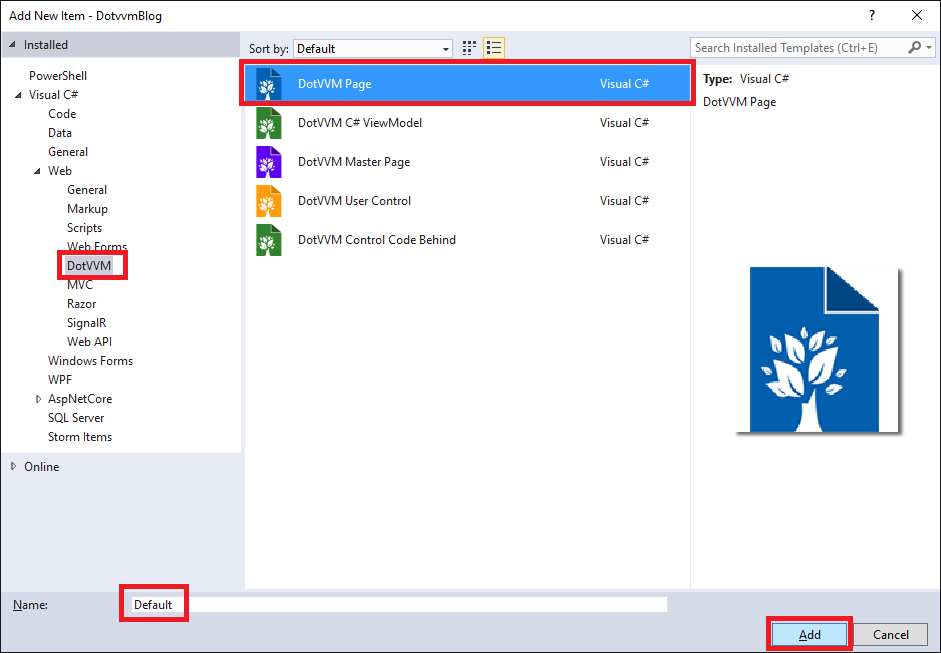 Add New Item - DotvvmBlog ?
Installed
PowerShell
Visual C#
Code
Data
General
Web
General
Markup
Scripts
Web Forms
DotVVM
MVC
Razor
SignalR
Web API
Windows Forms
WPF
AspNetCore
SQL Server
Storm Items
Online
Sort by: Default
DotVVM Page Visual C#
DotVVM C# ViewModel Visual C#
DotVVM Master Page Visual C#
DotVVM User Control Visual C#
DotVVM Control Code Behind Visual C#
Search Installed Templates (Ctrl+E)
Type: Visual C#
DotVVM Page
Name: Default
Add Cancel